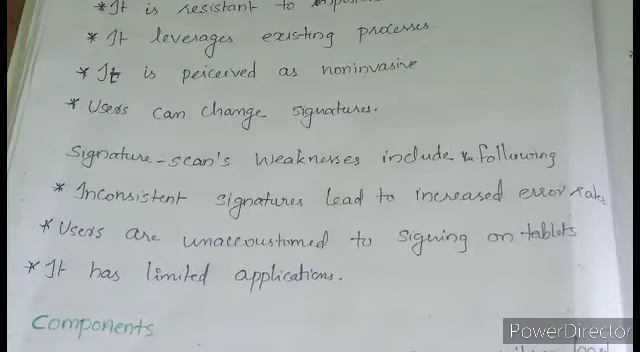 *It is resistant to
* It leverages existing processes.
* It is peiceived as noninvasive
* Users can change signatures.
Signature-scan's weaknesses include the following
* Inconsistent signatures lead to increased error rates
* Users are unaccustomed to signing on tablets
* It has limited applications.
Components
PowerDirector